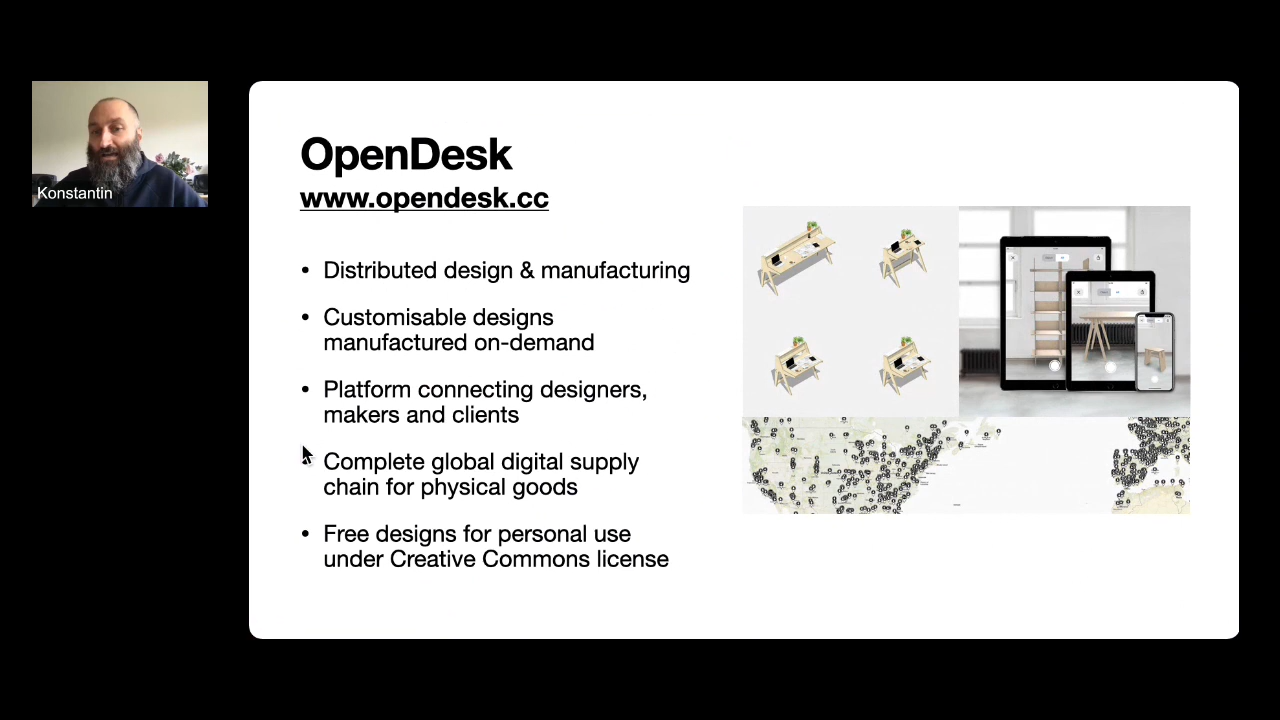 OpenDesk
www.opendesk.cc
• Distributed design & manufacturing
• Customisable designs
manufactured on-demand
• Platform connecting designers,
makers and clients
Complete global digital supply
chain for physical goods
• Free designs for personal use
under Creative Commons license
Konstantin